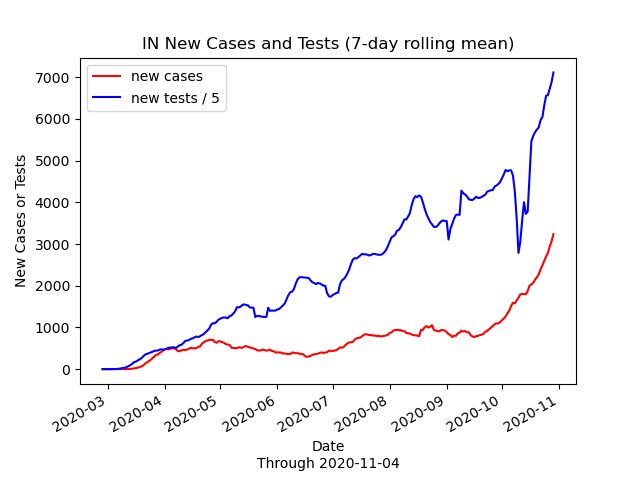 IN New Cases and Tests (7-day rolling mean)
new cases
new tests / 5
7000
6000
5000
4000
3000
2000
1000
0
New Cases or Tests
2020-03
2020-04
2020-05
2020-06
2020-07
2020-08
2020-09
2020-10
2020-11
Date
Through 2020-11-04